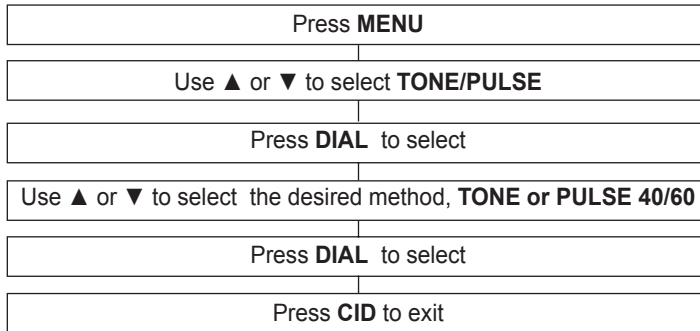 Press MENU
Use ▲ or ▼ to select TONE/PULSE
Press DIAL to select
Use ▲ or ▼ to select the desired method, TONE or PULSE 40/60
Press DIAL to select
Press CID to exit